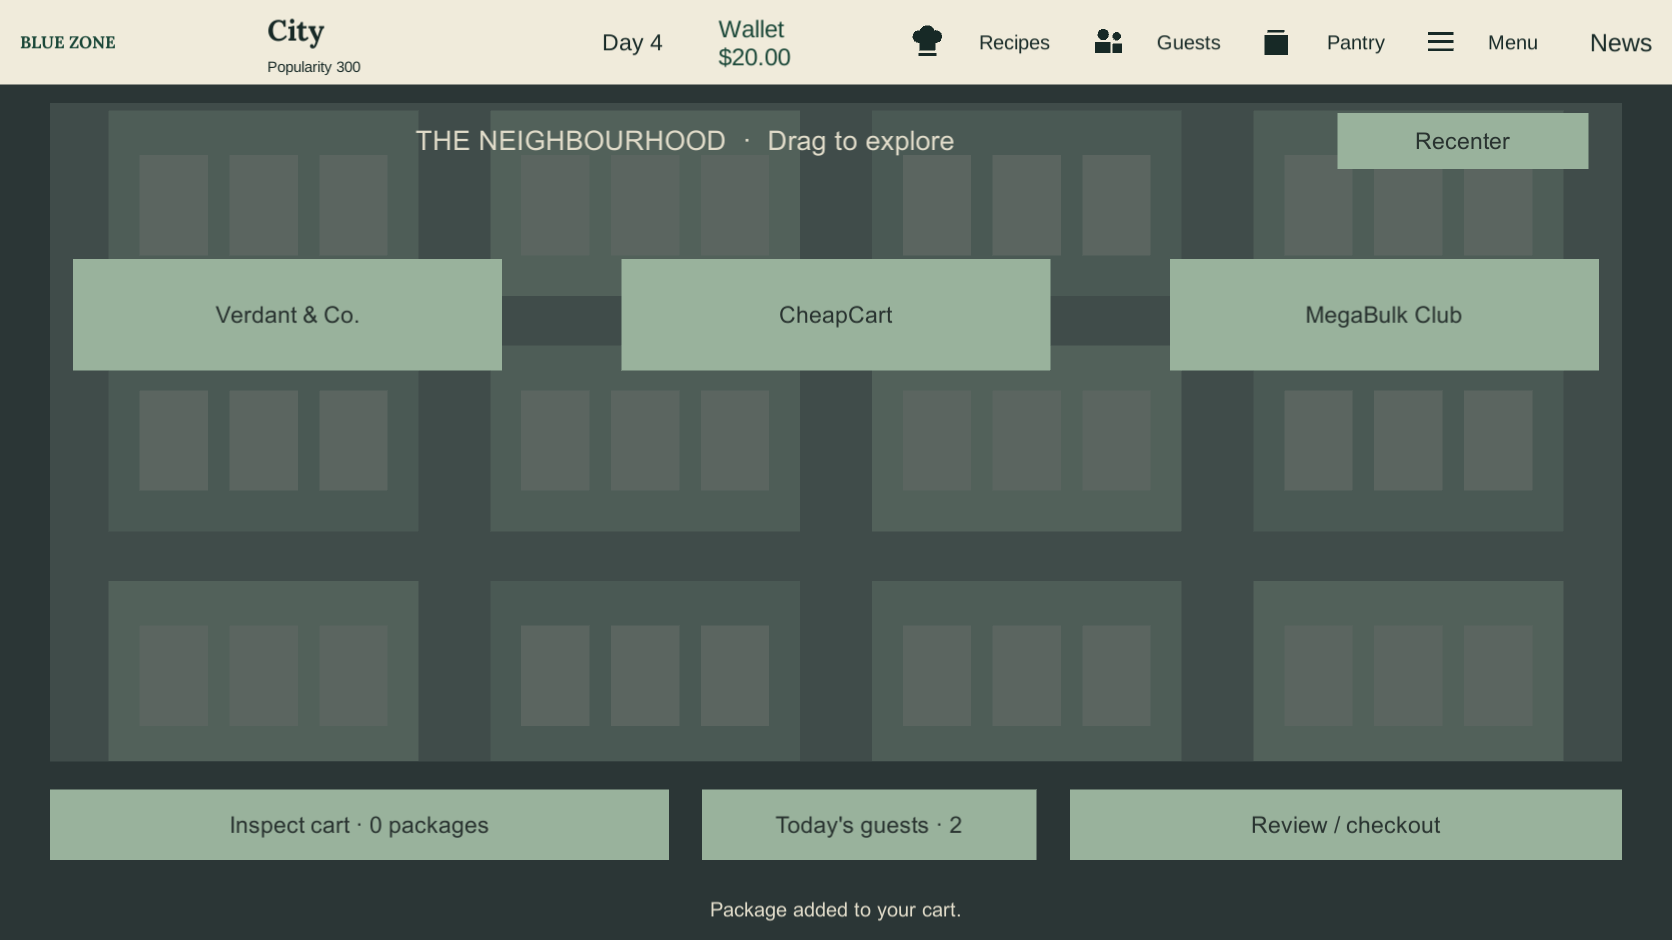 BLUE ZONE
City
Popularity 300
Day 4
Wallet
$20.00
Recipes
Guests
Pantry
Menu
News
THE NEIGHBOURHOOD · Drag to explore
Recenter
Verdant & Co.
CheapCart
MegaBulk Club
Inspect cart · 0 packages
Today's guests · 2
Review / checkout
Package added to your cart.